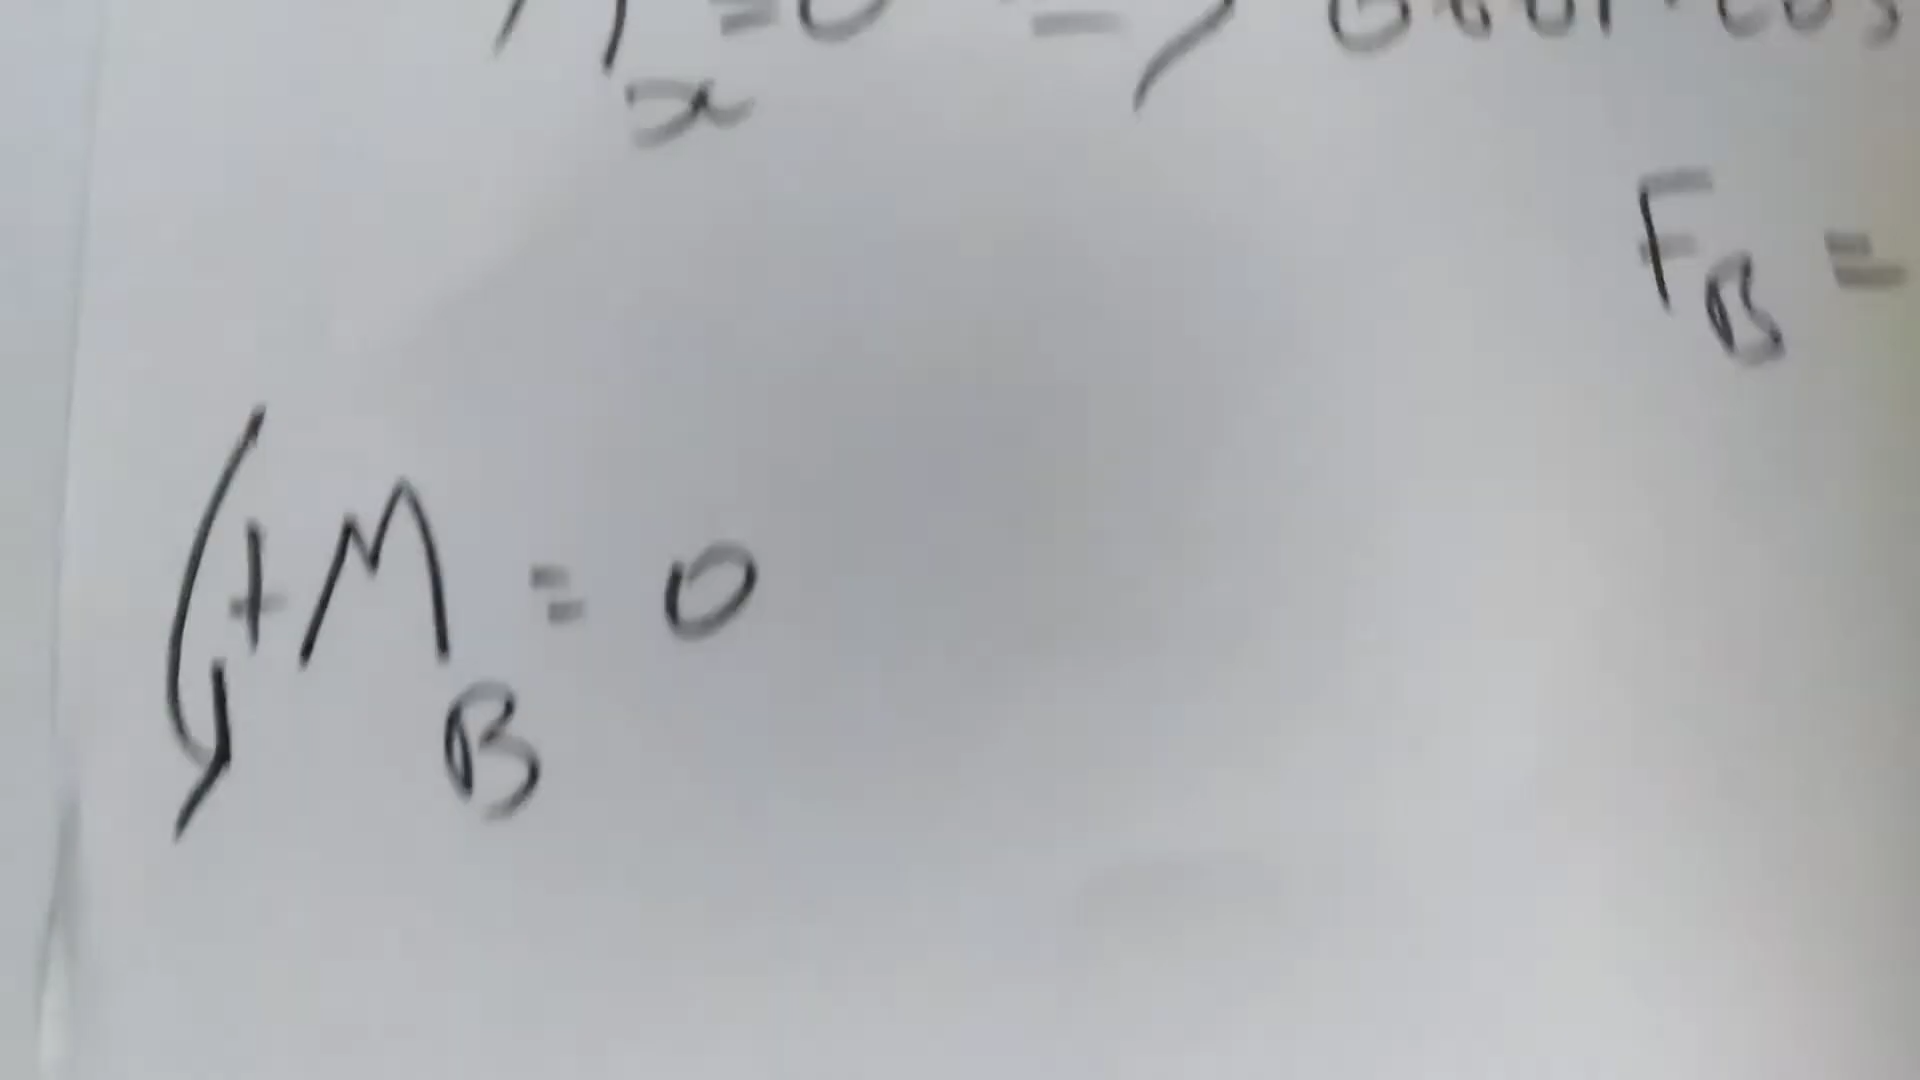 x = 0 =>
F_B =
+M_B = 0